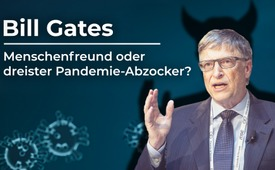 Bill Gates
Menschenfreund oder
dreister Pandemie-Abzocker?